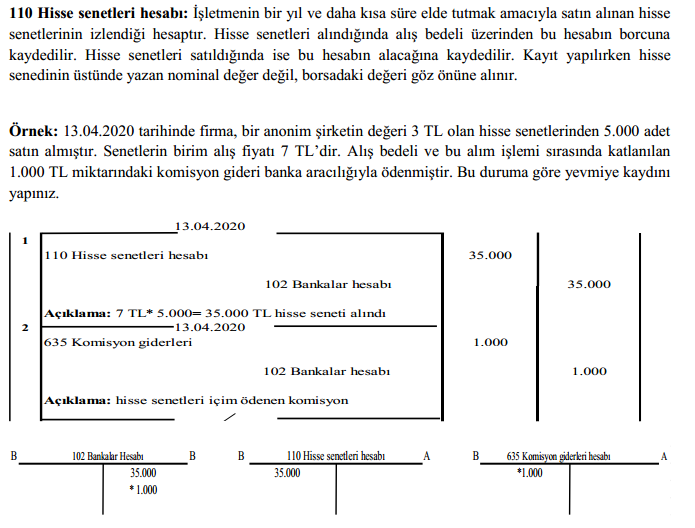 110 Hisse senetleri hesabı: İşletmenin bir yıl ve daha kısa süre elde tutmak amacıyla satın alınan hisse
senetlerinin izlendiği hesaptır. Hisse senetleri alındığında alış bedeli üzerinden bu hesabın borcuna
kaydedilir. Hisse senetleri satıldığında ise bu hesabın alacağına kaydedilir. Kayıt yapılırken hisse
senedinin üstünde yazan nominal değer değil, borsadaki değeri göz önüne alınır.
Örnek: 13.04.2020 tarihinde firma, bir anonim şirketin değeri 3 TL olan hisse senetlerinden 5.000 adet
satın almıştır. Senetlerin birim alış fiyatı 7 TL’dir. Alış bedeli ve bu alım işlemi sırasında katlanılan
1.000 TL miktarındaki komisyon gideri banka aracılığıyla ödenmiştir. Bu duruma göre yevmiye kaydını
yapınız.
13.04.2020
1
110 Hisse senetleri hesabı 35.000
102 Bankalar hesabı 35.000
Açıklama: 7 TL* 5.000= 35.000 TL hisse seneti alındı
2 13.04.2020
635 Komisyon giderleri 1.000
102 Bankalar hesabı 1.000
Açıklama: hisse senetleri içim ödenen komisyon
B 102 Bankalar Hesabı B B 110 Hisse senetleri hesabı A B 635 Komisyon giderleri hesabı A
35.000 35.000 *1.000
* 1.000